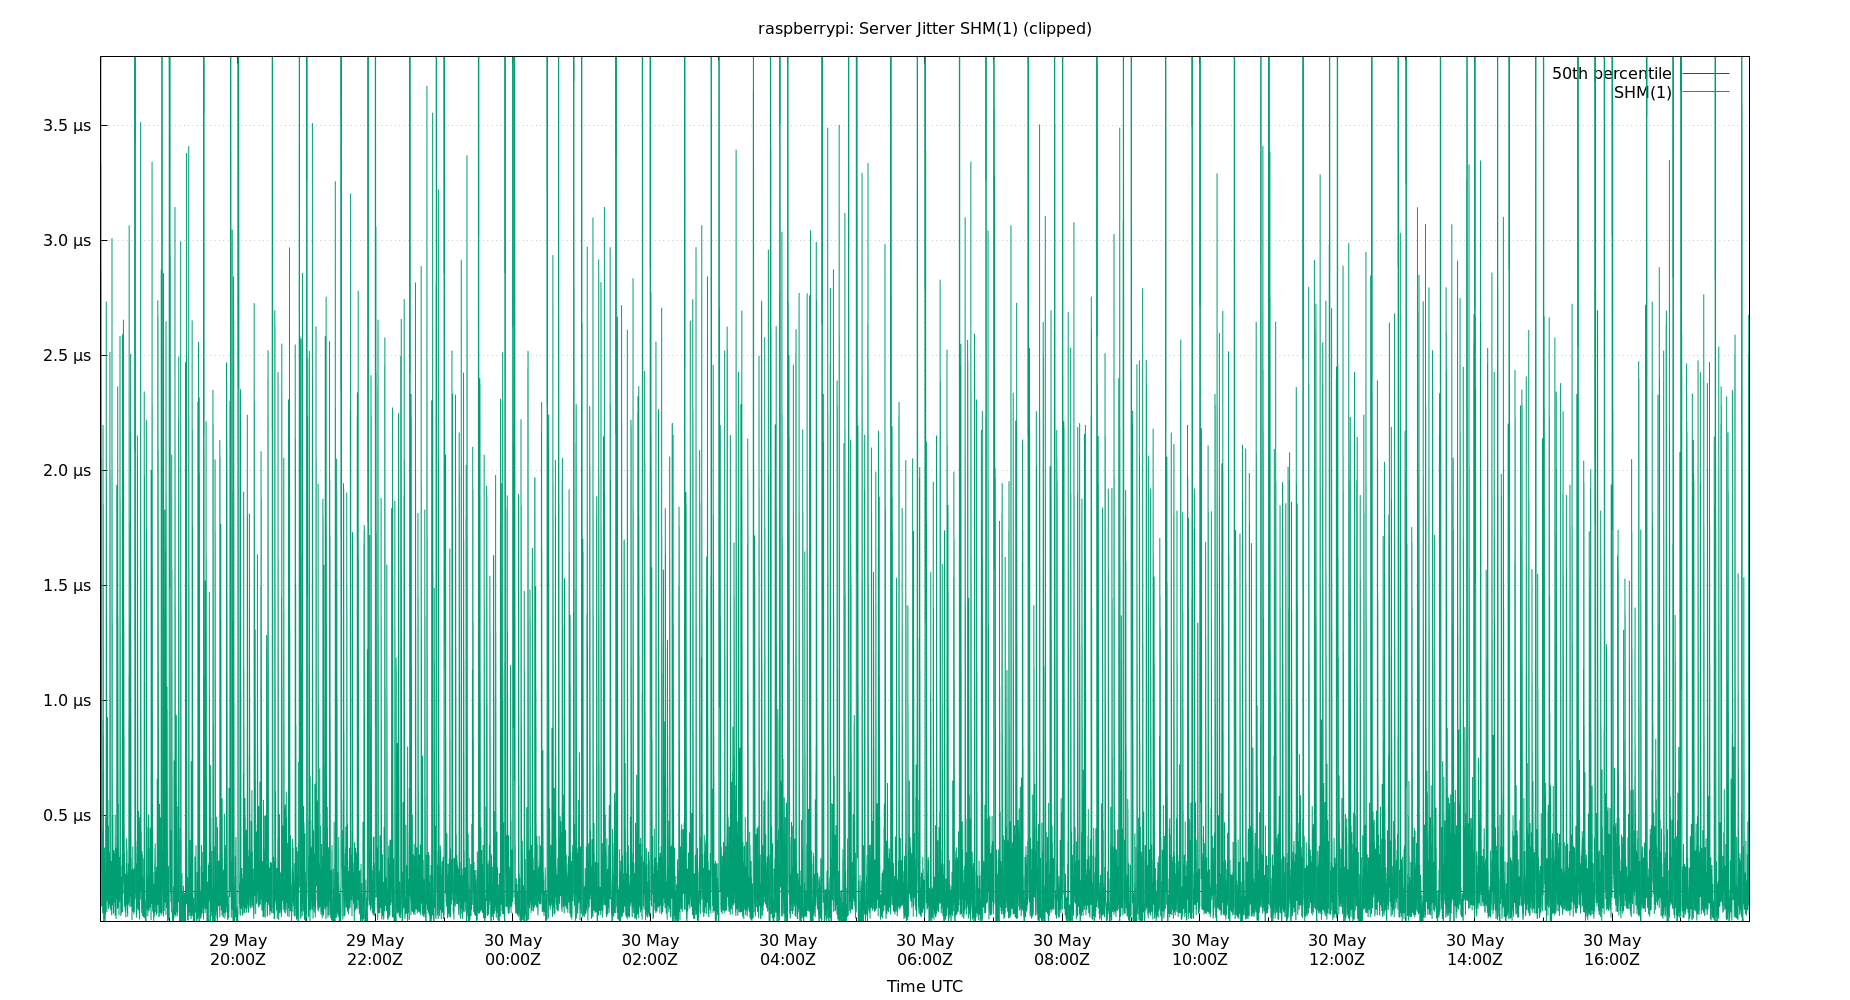 raspberrypi: Server Jitter SHM(1) (clipped)
50th percentile
SHM(1)
3.5 µs
3.0 µs
2.5 µs
2.0 µs
1.5 µs
1.0 µs
0.5 µs
29 May 29 May 30 May 30 May 30 May 30 May 30 May 30 May 30 May 30 May 30 May
20:00Z 22:00Z 00:00Z 02:00Z 04:00Z 06:00Z 08:00Z 10:00Z 12:00Z 14:00Z 16:00Z
Time UTC